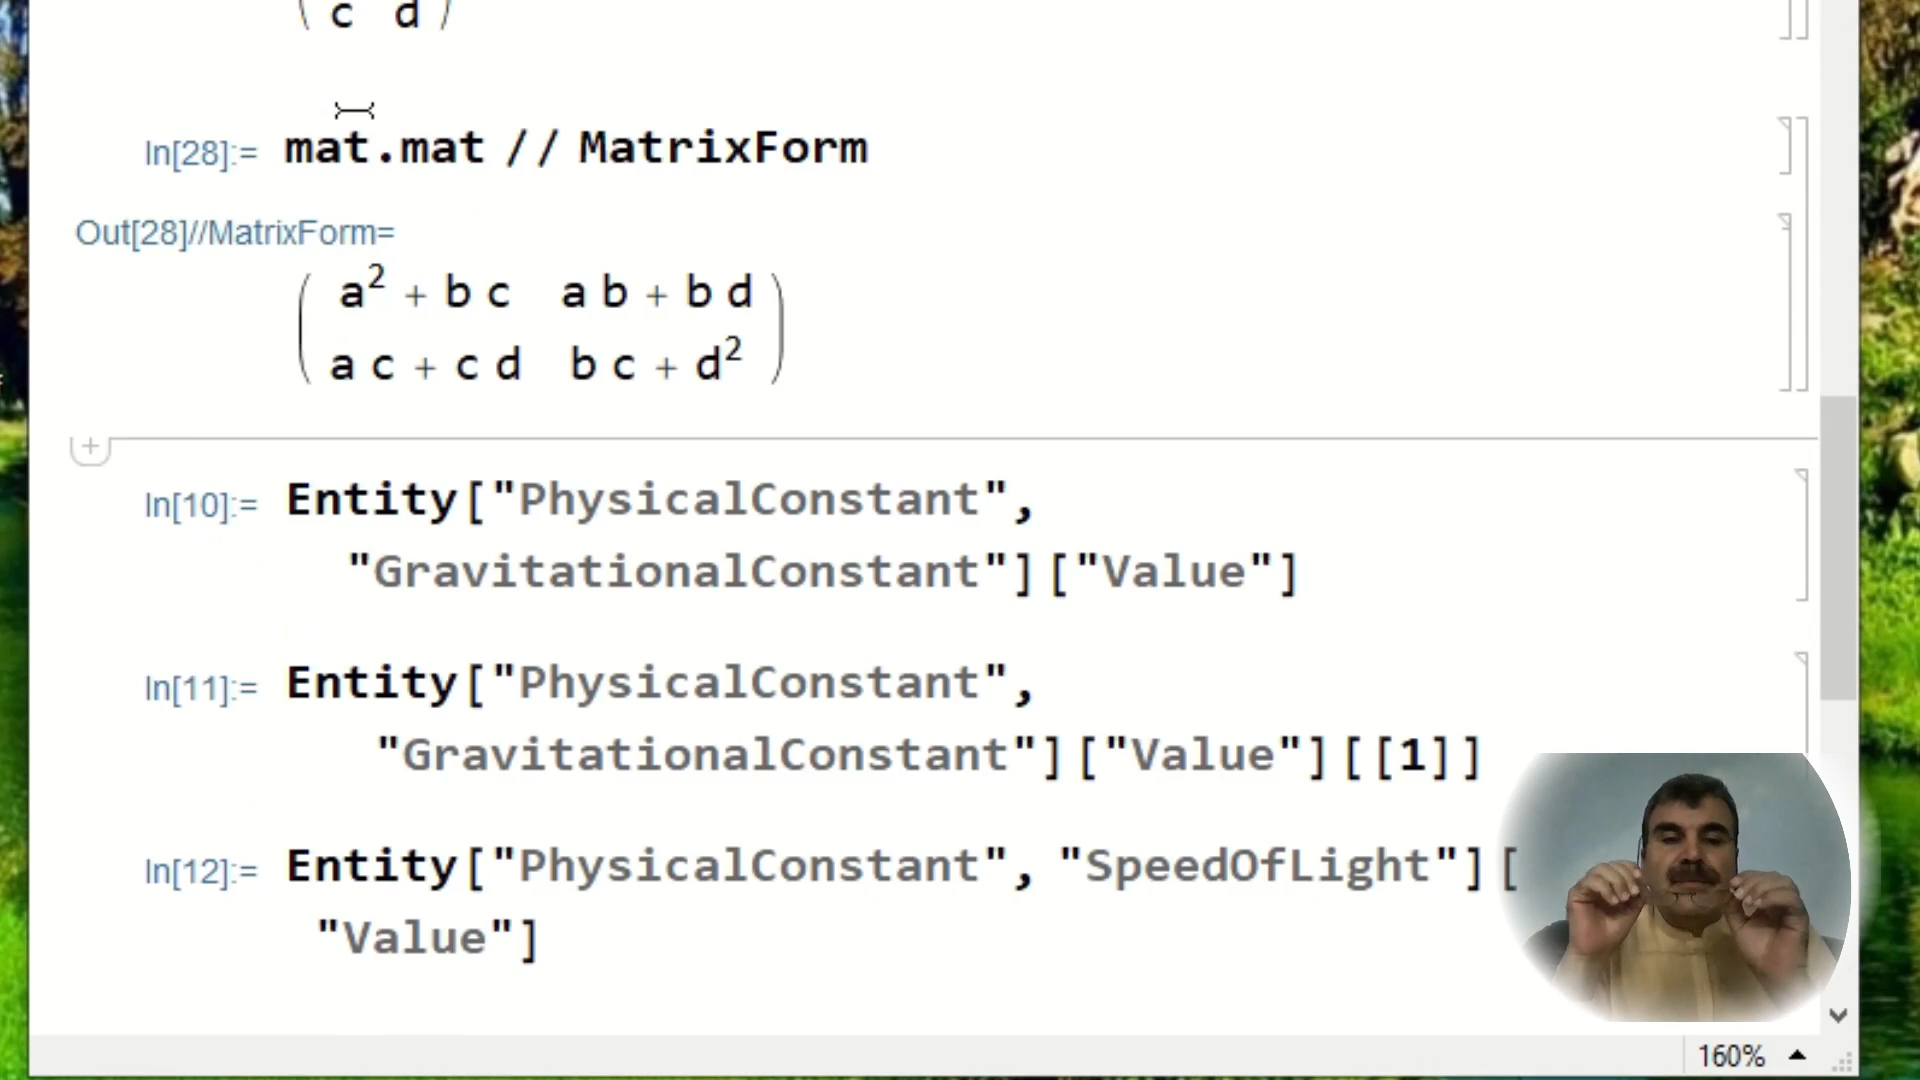 c d
In[28]:= mat.mat // MatrixForm
Out[28]//MatrixForm=
a² + b c a b + b d
a c + c d b c + d²
In[10]:= Entity["PhysicalConstant",
"GravitationalConstant"]["Value"]
In[11]:= Entity["PhysicalConstant",
"GravitationalConstant"]["Value"][[1]]
In[12]:= Entity["PhysicalConstant", "SpeedOfLight"][
"Value"]
160%